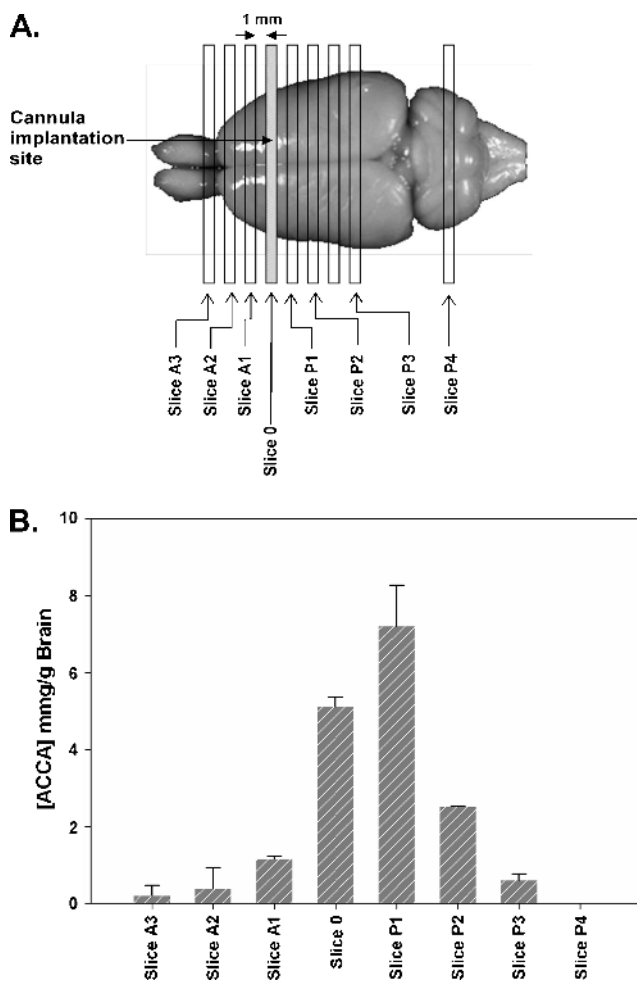 A.
1 mm
Cannula
implantation
site
Slice A3
Slice A2
Slice A1
Slice 0
Slice P1
Slice P2
Slice P3
Slice P4
B.
[ACCA] mmg/g Brain
10
8
6
4
2
0
Slice A3
Slice A2
Slice A1
Slice 0
Slice P1
Slice P2
Slice P3
Slice P4